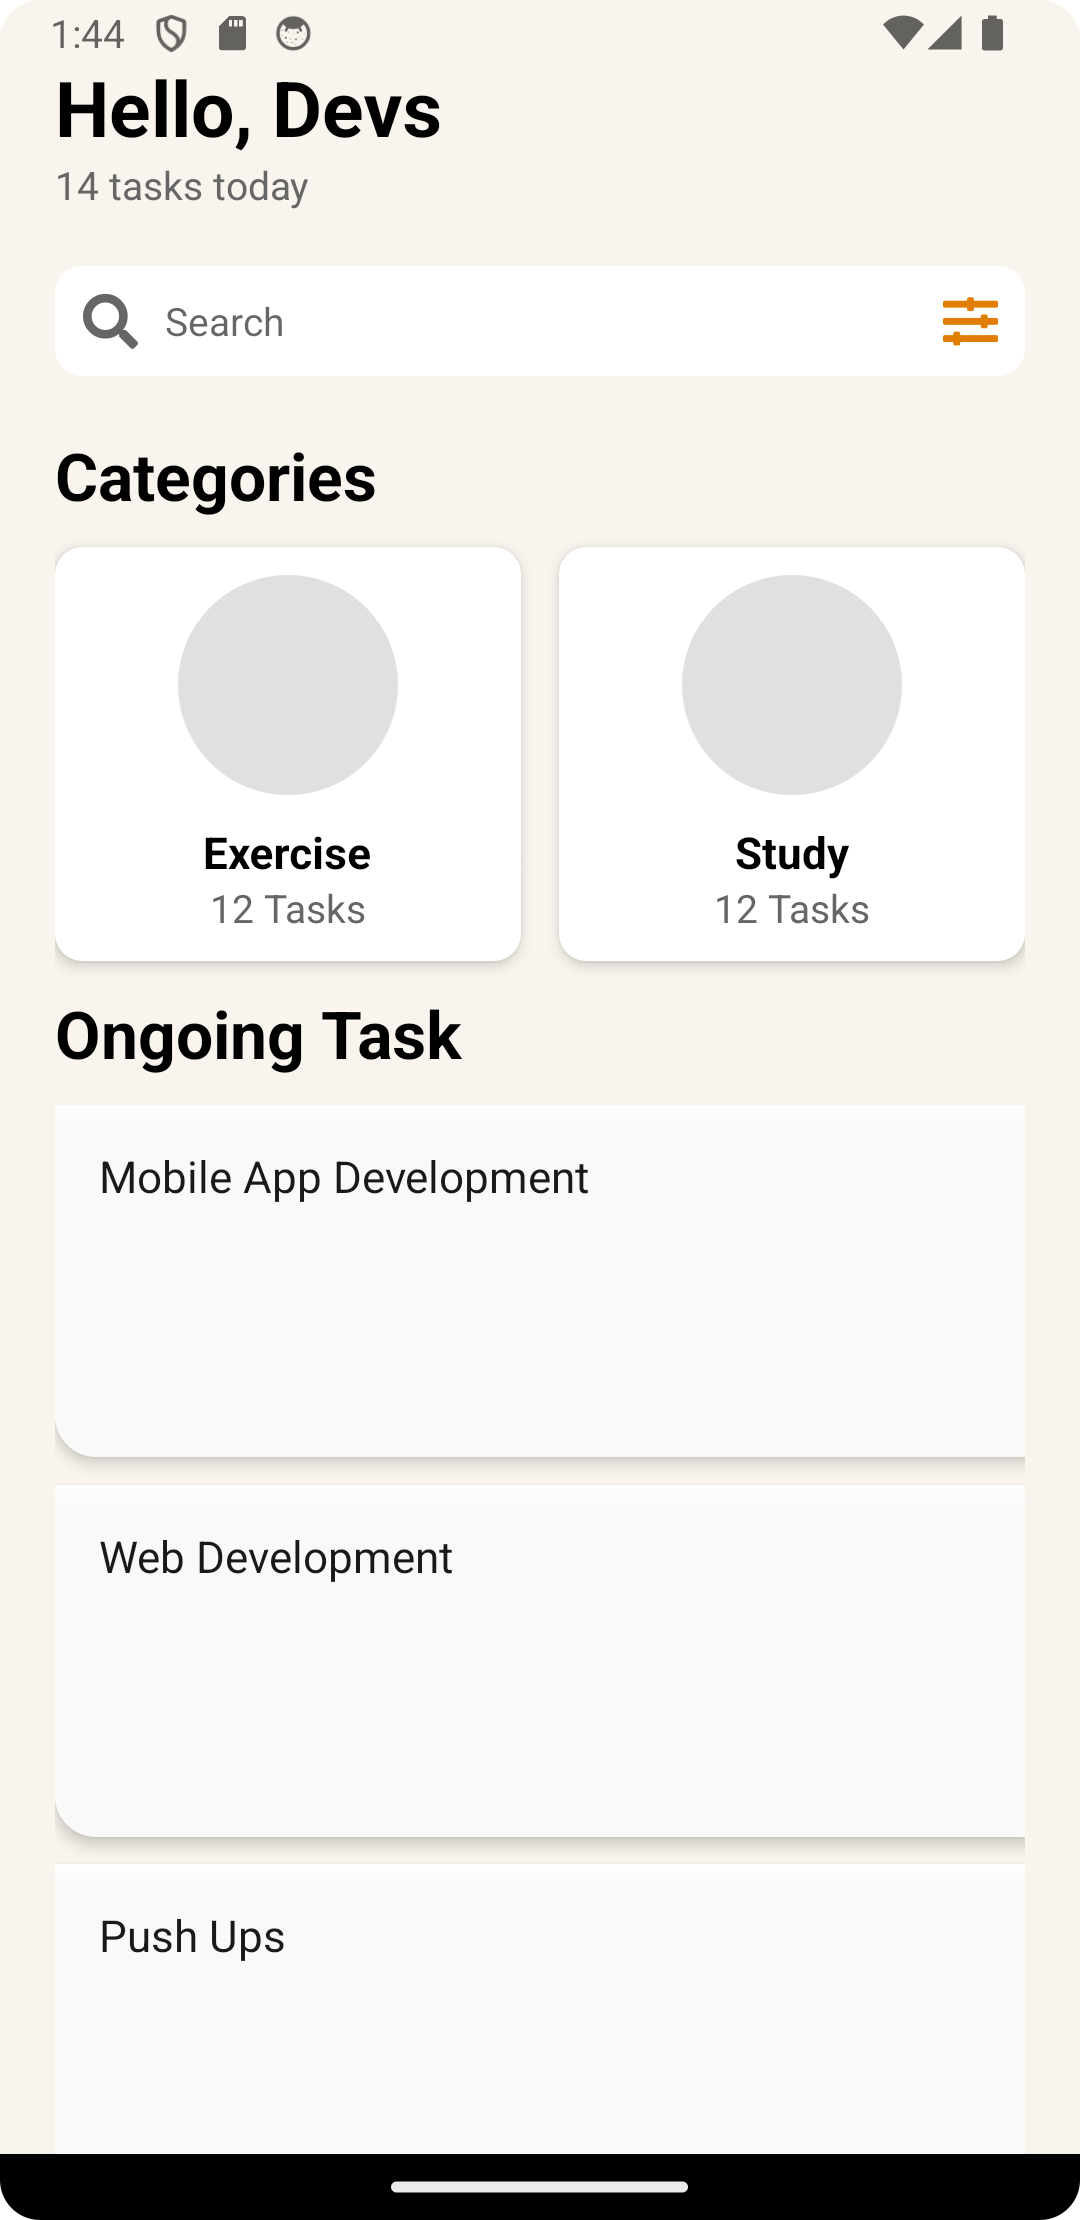 1:44
Hello, Devs
14 tasks today
Search
Categories
Exercise
12 Tasks
Study
12 Tasks
Ongoing Task
Mobile App Development
Web Development
Push Ups